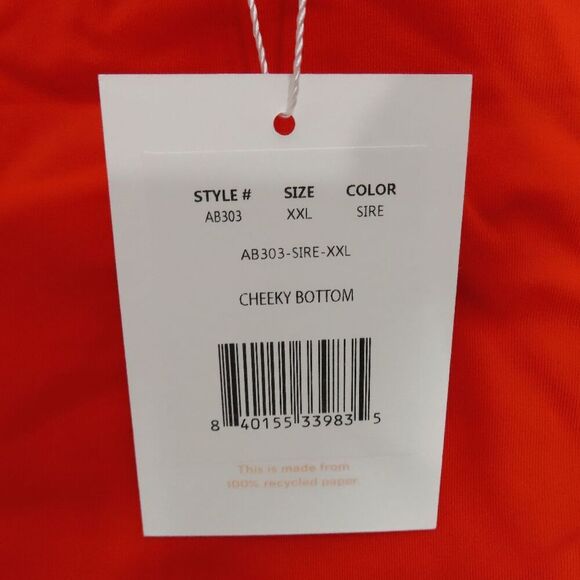 STYLE # SIZE COLOR
AB303 XXL SIRE
AB303-SIRE-XXL
CHEEKY BOTTOM
8 40155 33983 5
This is made from
100% recycled paper.